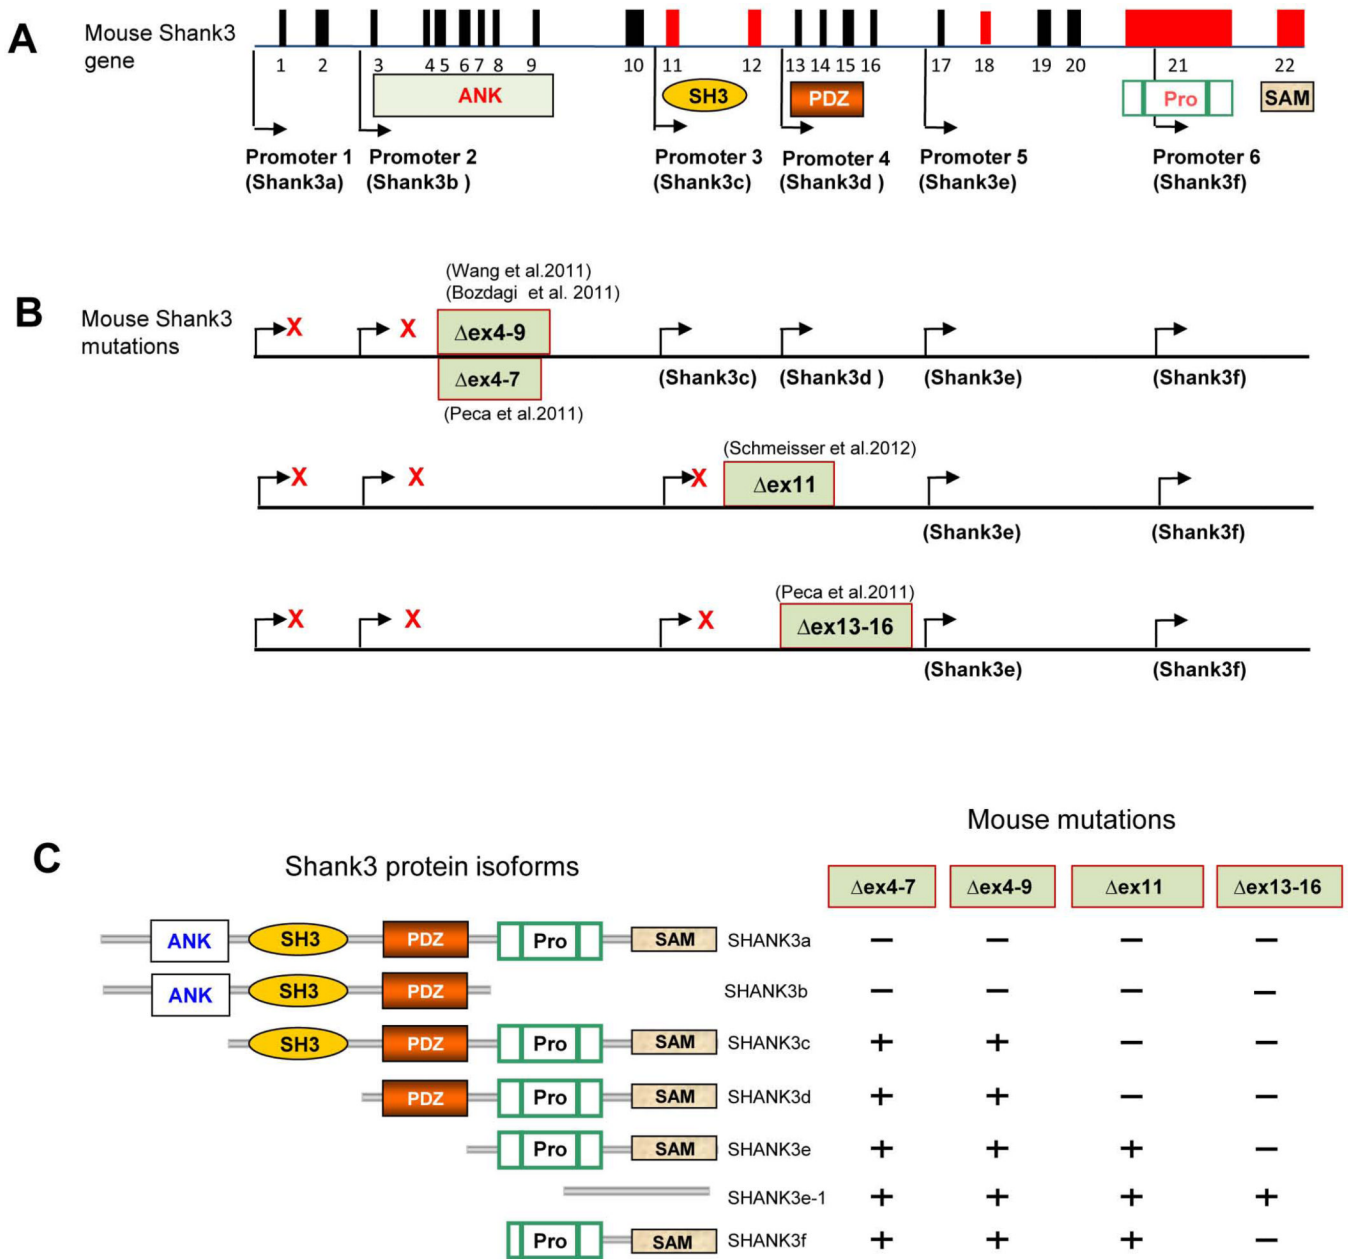 A
Mouse Shank3
gene
1 2 3 4 5 6 7 8 9 10 11 12 13 14 15 16 17 18 19 20 21 22
ANK SH3 PDZ Pro SAM
Promoter 1 Promoter 2 Promoter 3 Promoter 4 Promoter 5 Promoter 6
(Shank3a) (Shank3b ) (Shank3c) (Shank3d ) (Shank3e) (Shank3f)
B
Mouse Shank3
mutations
(Wang et al.2011)
(Bozdagi et al. 2011)
X X Δex4-9
Δex4-7
(Shank3c) (Shank3d ) (Shank3e) (Shank3f)
(Peca et al.2011)
(Schmeisser et al.2012)
X X X Δex11
(Shank3e) (Shank3f)
(Peca et al.2011)
X X X Δex13-16
(Shank3e) (Shank3f)
C
Mouse mutations
Shank3 protein isoforms
Δex4-7 Δex4-9 Δex11 Δex13-16
ANK SH3 PDZ Pro SAM SHANK3a − − − −
ANK SH3 PDZ SHANK3b − − − −
SH3 PDZ Pro SAM SHANK3c + + − −
PDZ Pro SAM SHANK3d + + − −
Pro SAM SHANK3e + + + −
SHANK3e-1 + + + +
Pro SAM SHANK3f + + + −